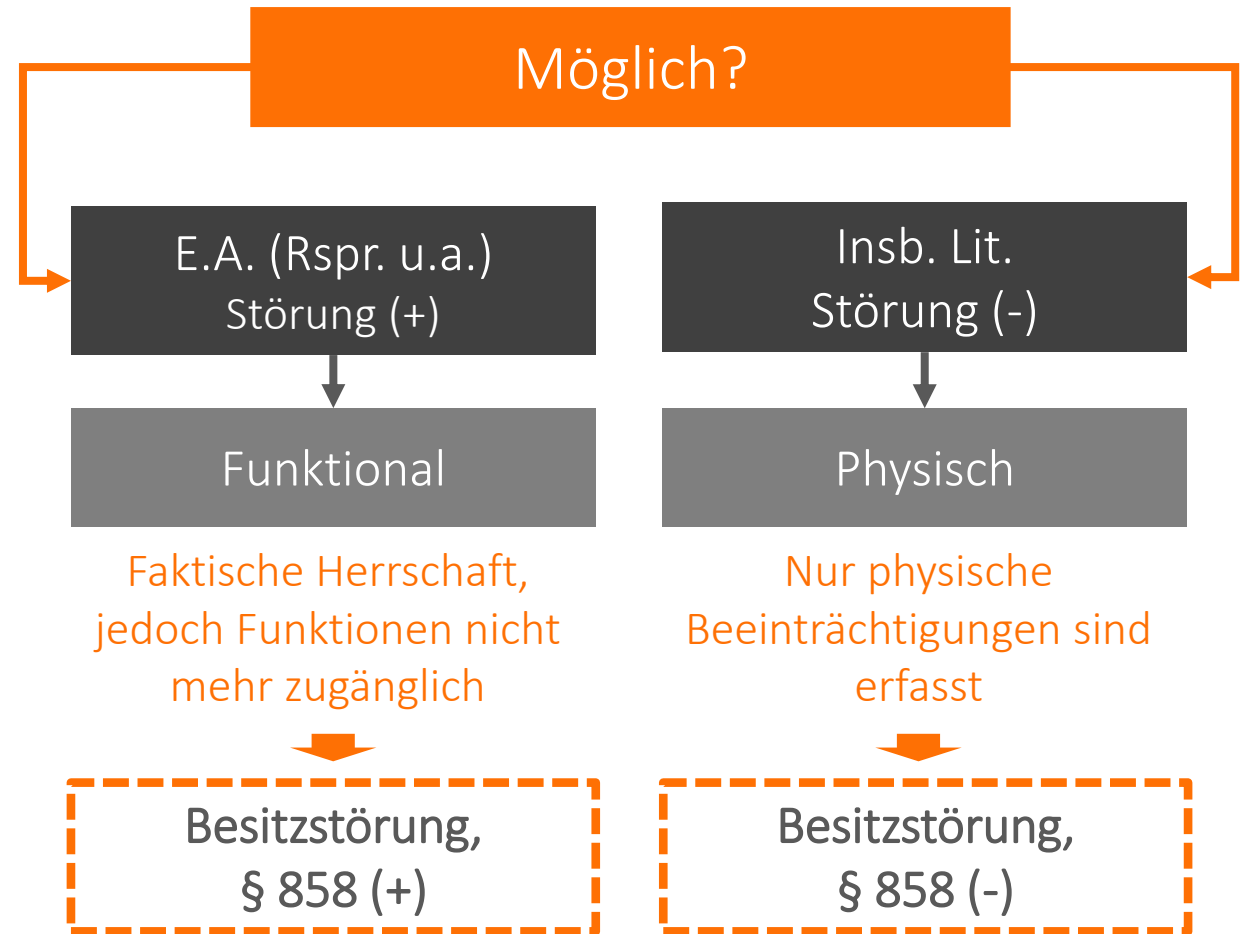 Möglich?
E.A. (Rspr. u.a.)
Störung (+)
Funktional
Faktische Herrschaft,
jedoch Funktionen nicht
mehr zugänglich
Besitzstörung,
§ 858 (+)
Insb. Lit.
Störung (-)
Physisch
Nur physische
Beeinträchtigungen sind
erfasst
Besitzstörung,
§ 858 (-)